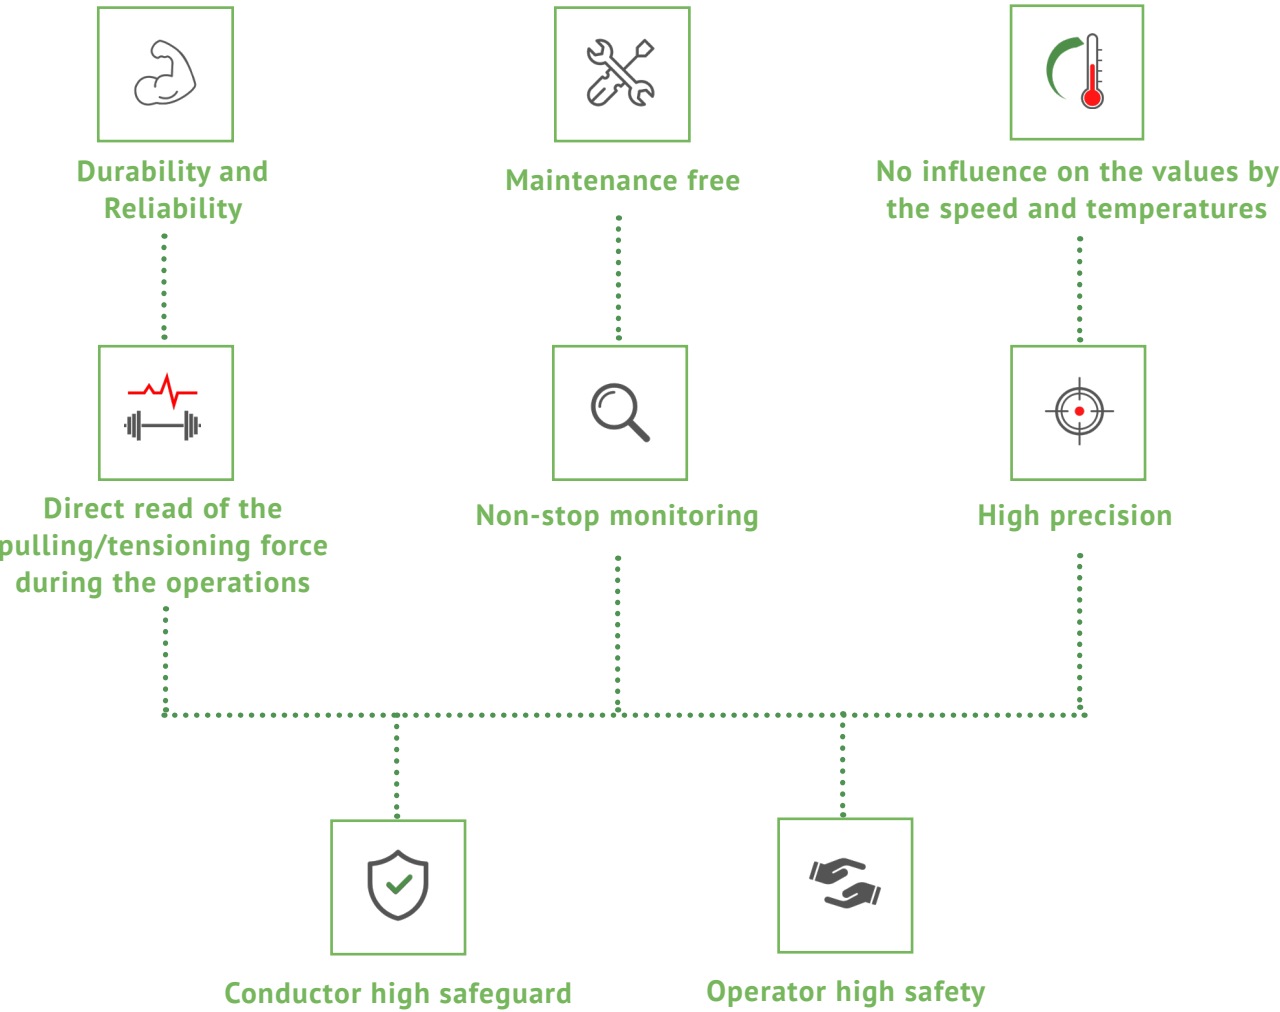 Durability and
Reliability
Maintenance free
No influence on the values by
the speed and temperatures
Direct read of the
pulling/tensioning force
during the operations
Non-stop monitoring
High precision
Conductor high safeguard
Operator high safety